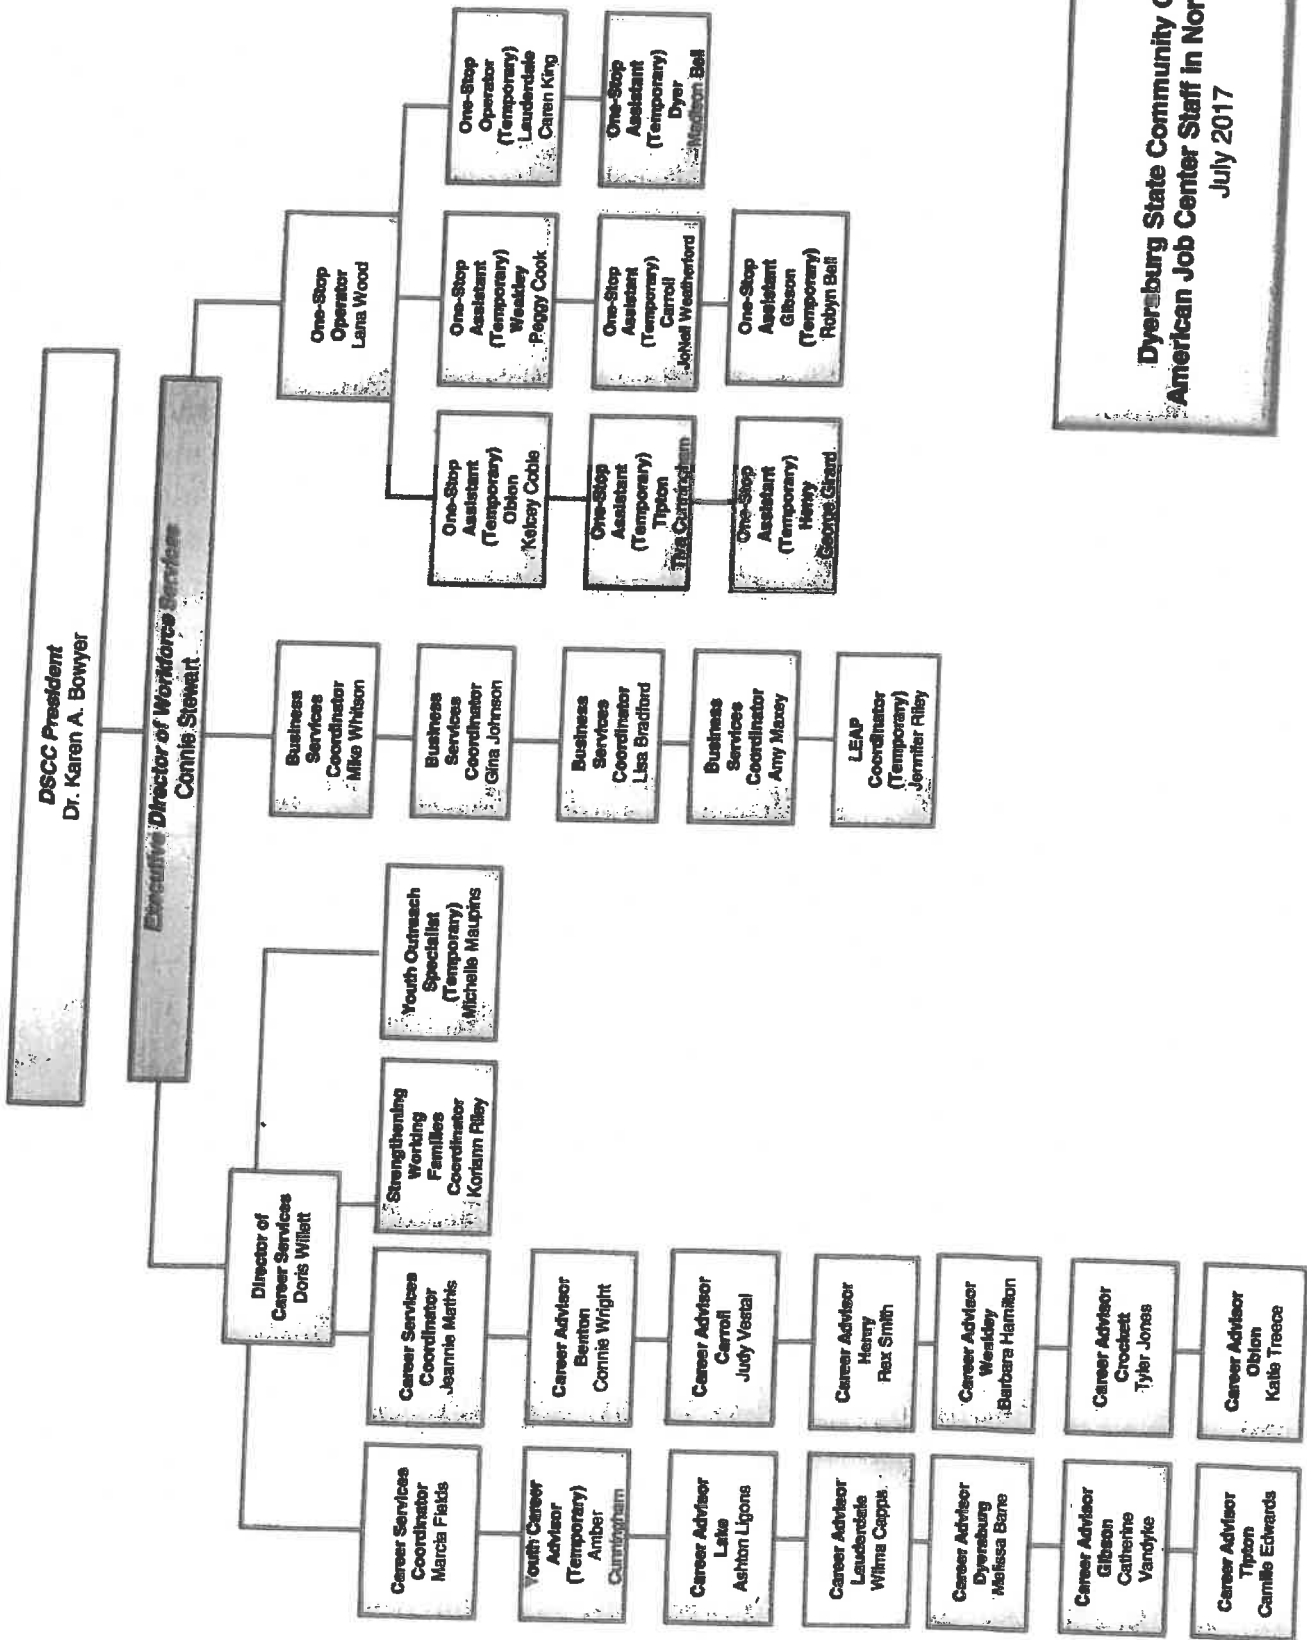 DSCC President
Dr. Karen A. Bowyer
Executive Director of Workforce Services
Connie Stewart
Director of
Career Services
Doris Willett
Career Services
Coordinator
Marcia Fields
Youth Career
Advisor
(Temporary)
Amber
Cunningham
Career Advisor
Lake
Ashton Ligons
Career Advisor
Lauderdale
Wilma Capps
Career Advisor
Dyersburg
Melissa Bane
Career Advisor
Gibson
Catherine
Vandyke
Career Advisor
Tipton
Camille Edwards
Career Services
Coordinator
Jeannie Mathis
Career Advisor
Benton
Connie Wright
Career Advisor
Carroll
Judy Vestal
Career Advisor
Henry
Rex Smith
Career Advisor
Weakley
Barbara Hamilton
Career Advisor
Crockett
Tyler Jones
Career Advisor
Obion
Katie Treece
Strengthening
Working
Families
Coordinator
Koriann Riley
Youth Outreach
Specialist
(Temporary)
Michelle Maupins
Business
Services
Coordinator
Mike Whitson
Business
Services
Coordinator
Gina Johnson
Business
Services
Coordinator
Lisa Bradford
Business
Services
Coordinator
Amy Maxey
LEAP
Coordinator
(Temporary)
Jennifer Riley
One-Stop
Operator
Lana Wood
One-Stop
Assistant
(Temporary)
Obion
Kelcey Coble
One-Stop
Assistant
(Temporary)
Tipton
Cunningham
One-Stop
Assistant
(Temporary)
Henry
George Girard
One-Stop
Assistant
(Temporary)
Weakley
Peggy Cook
One-Stop
Assistant
(Temporary)
Carroll
JoNell Weatherford
One-Stop
Assistant
Gibson
(Temporary)
Robyn Bell
One-Stop
Operator
(Temporary)
Lauderdale
Caren King
One-Stop
Assistant
(Temporary)
Dyer
Madison Bell
Dyersburg State Community
American Job Center Staff in
July 2017